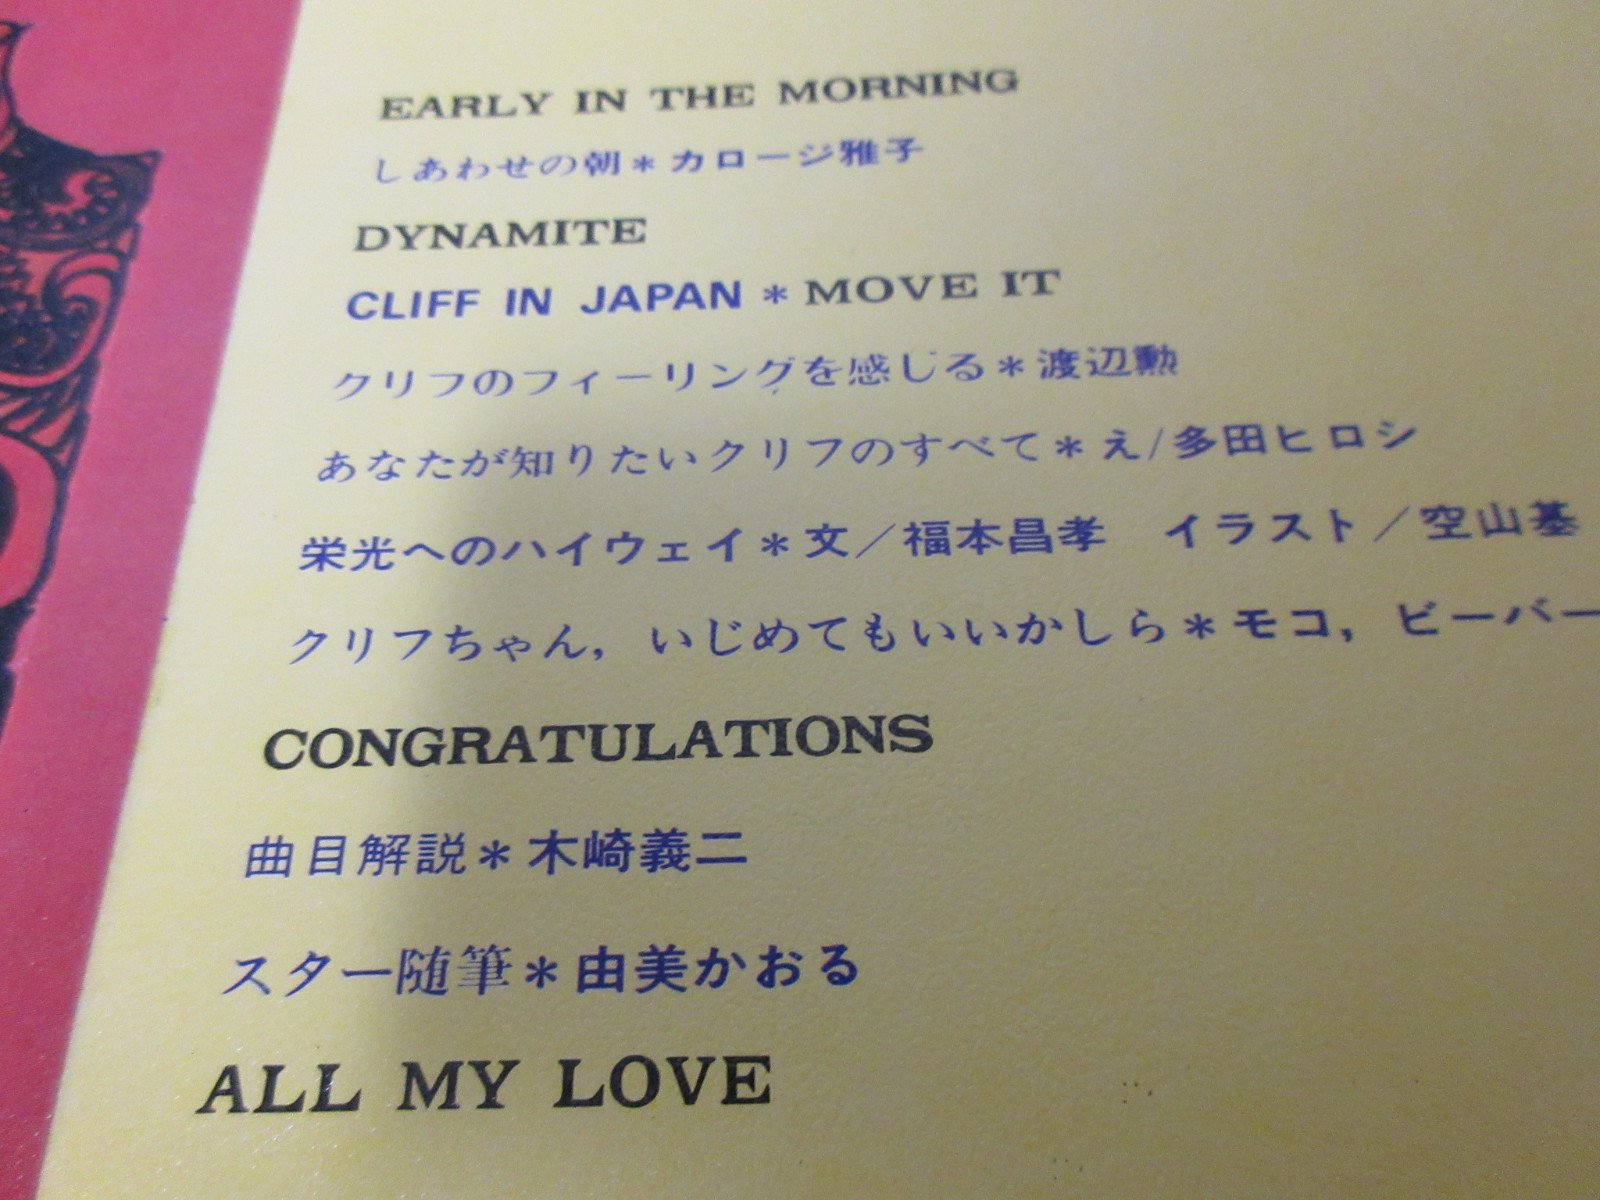 EARLY IN THE MORNING
しあわせの朝＊カロージ雅子
DYNAMITE
CLIFF IN JAPAN＊MOVE IT
クリフのフィーリングを感じる＊渡辺勲
あなたが知りたいクリフのすべて＊え/多田ヒロシ
栄光へのハイウェイ＊文／福本昌孝　イラスト／空山基
クリフちゃん，いじめてもいいかしら＊モコ，ビーバー
CONGRATULATIONS
曲目解説＊木崎義二
スター随筆＊由美かおる
ALL MY LOVE